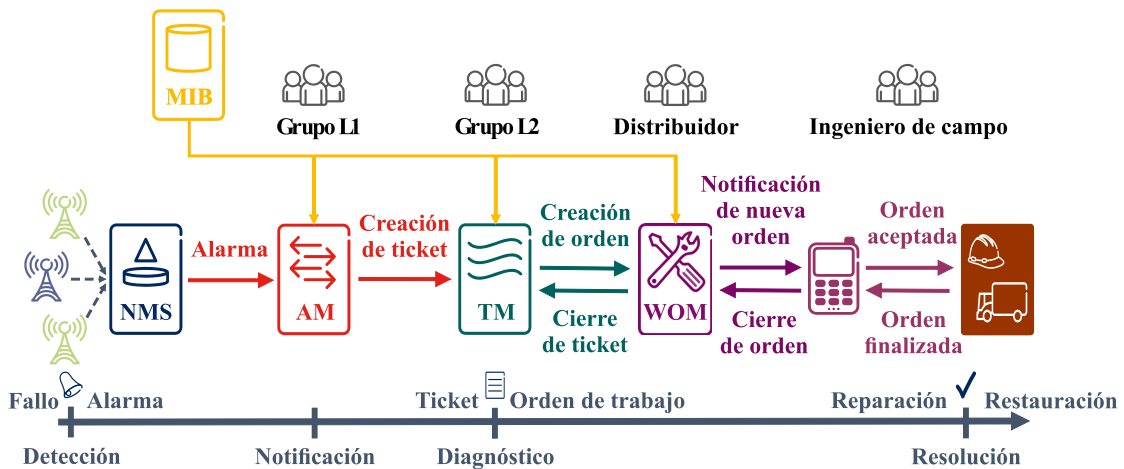 MIB
Grupo L1
Grupo L2
Distribuidor
Ingeniero de campo
NMS
Alarma
AM
Creación
de ticket
TM
Creación
de orden
Cierre
de ticket
WOM
Notificación
de nueva
orden
Cierre
de orden
Orden
aceptada
Orden
finalizada
Fallo
Alarma
Ticket
Orden de trabajo
Reparación
Restauración
Detección
Notificación
Diagnóstico
Resolución